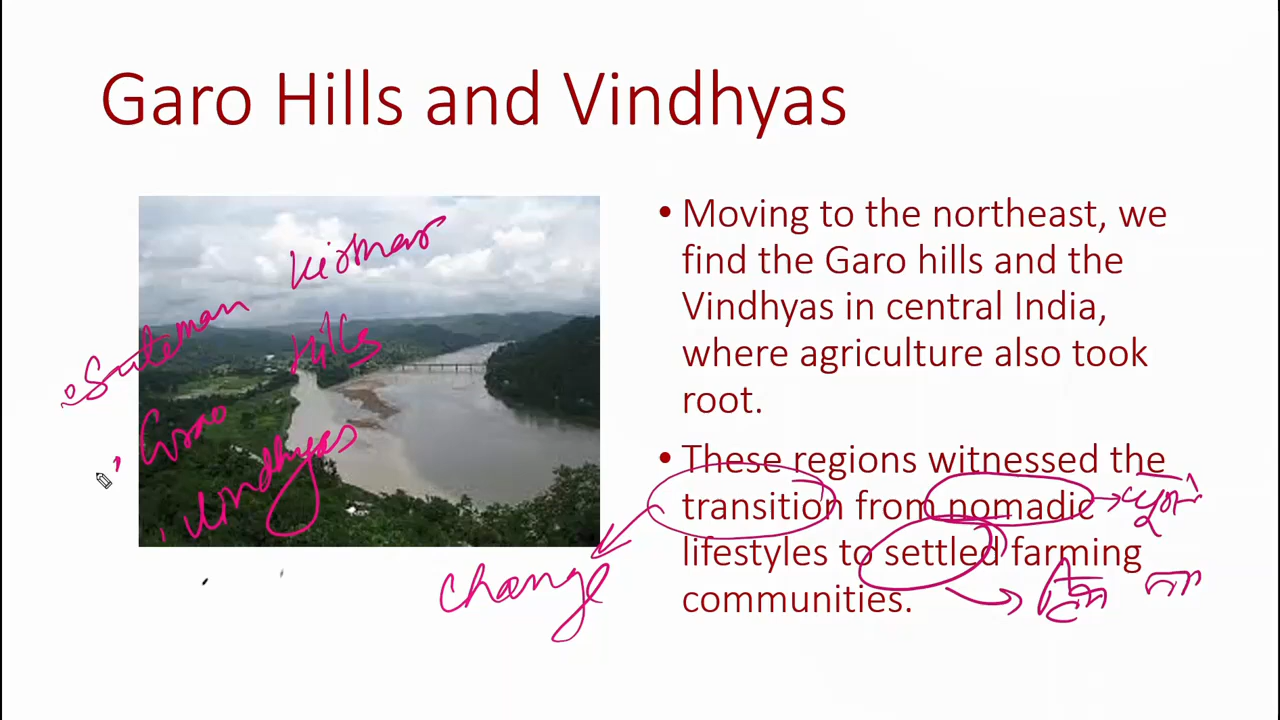 Garo Hills and Vindhyas
• Moving to the northeast, we
find the Garo hills and the
Vindhyas in central India,
where agriculture also took
root.
• These regions witnessed the
transition from nomadic
lifestyles to settled farming
communities.
Hills
Garo
Vindhyas
change